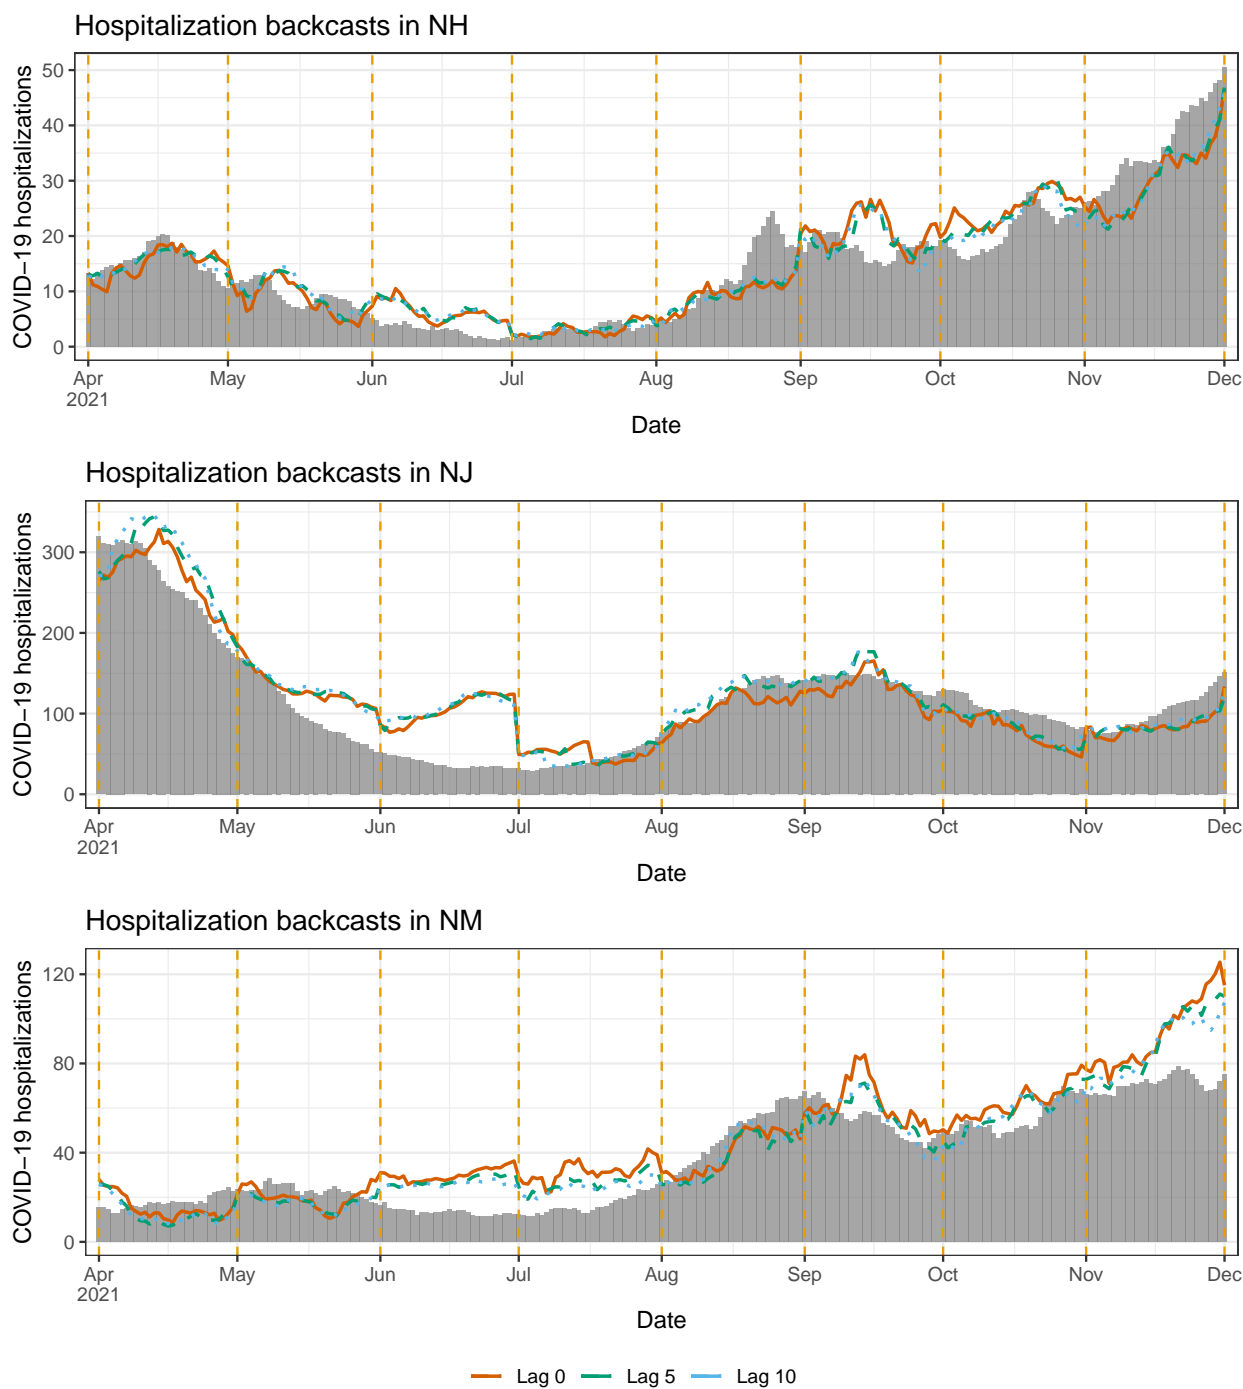 Hospitalization backcasts in NH
COVID−19 hospitalizations
50
40
30
20
10
0
Apr
2021
May
Jun
Jul
Aug
Sep
Oct
Nov
Dec
Date
Hospitalization backcasts in NJ
COVID−19 hospitalizations
300
200
100
0
Apr
2021
May
Jun
Jul
Aug
Sep
Oct
Nov
Dec
Date
Hospitalization backcasts in NM
COVID−19 hospitalizations
120
80
40
0
Apr
2021
May
Jun
Jul
Aug
Sep
Oct
Nov
Dec
Date
Lag 0 Lag 5 Lag 10